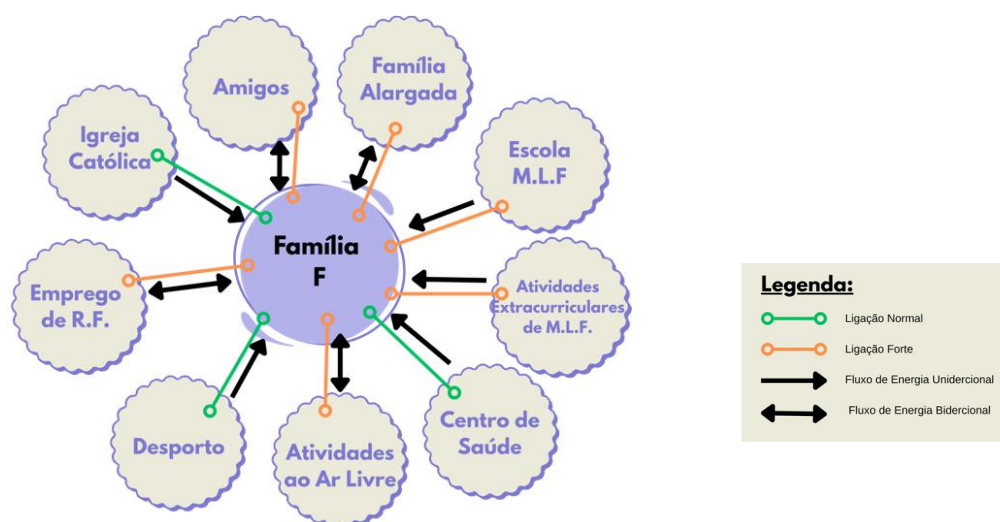 Amigos
Família
Alargada
Igreja
Católica
Escola
M.L.F
Família
F
Emprego
de R.F.
Atividades
Extracurriculares
de M.L.F.
Desporto
Atividades
ao Ar Livre
Centro de
Saúde
Legenda:
Ligação Normal
Ligação Forte
Fluxo de Energia Unidercional
Fluxo de Energia Bidercional